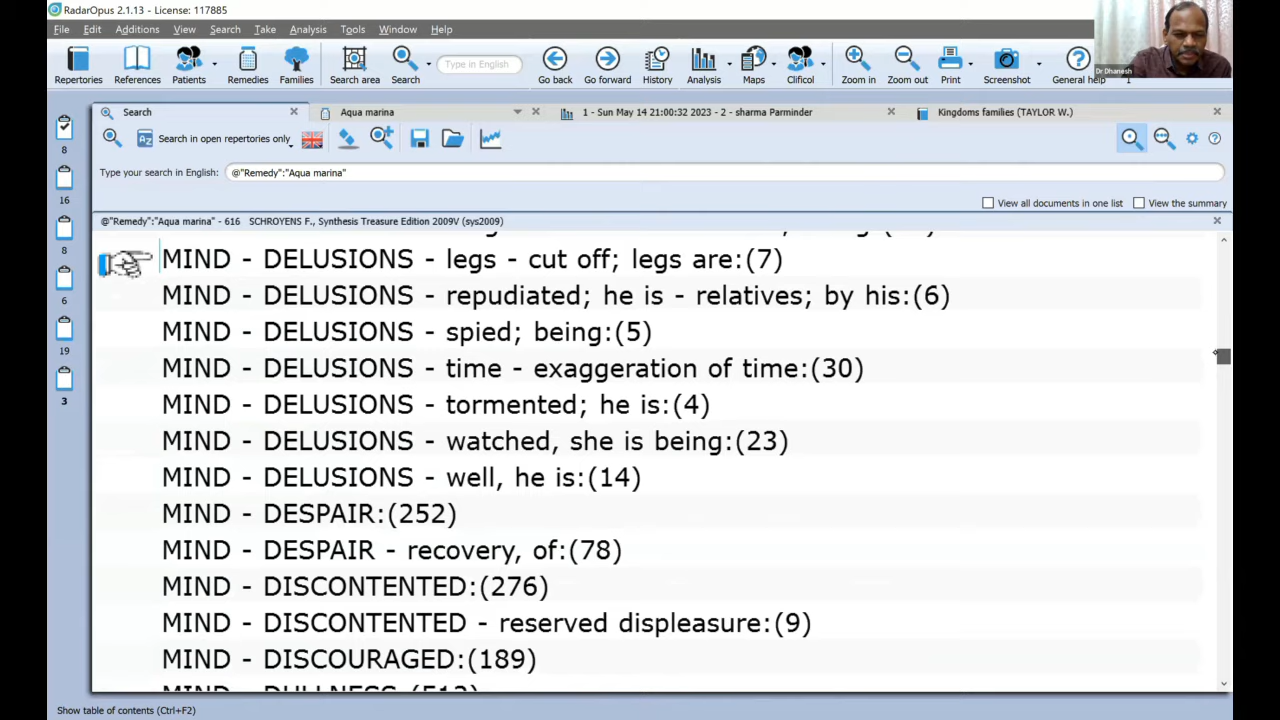 RadarOpus 2.1.13 - License: 117885
File Edit Additions View Search Take Analysis Tools Window Help
Repertories References Patients Remedies Families Search area Search Type in English Go back Go forward History Analysis Maps Clificol Zoom in Zoom out Print Screenshot General help 1
Dr Dhanesh
Search Aqua marina 1 - Sun May 14 21:00:32 2023 - 2 - sharma Parminder Kingdoms families (TAYLOR W.)
8
16
8
6
19
3
Search in open repertories only
Type your search in English: @"Remedy":"Aqua marina"
View all documents in one list View the summary
@"Remedy":"Aqua marina" - 616 SCHROYENS F., Synthesis Treasure Edition 2009V (sys2009)
MIND - DELUSIONS - legs - cut off; legs are:(7)
MIND - DELUSIONS - repudiated; he is - relatives; by his:(6)
MIND - DELUSIONS - spied; being:(5)
MIND - DELUSIONS - time - exaggeration of time:(30)
MIND - DELUSIONS - tormented; he is:(4)
MIND - DELUSIONS - watched, she is being:(23)
MIND - DELUSIONS - well, he is:(14)
MIND - DESPAIR:(252)
MIND - DESPAIR - recovery, of:(78)
MIND - DISCONTENTED:(276)
MIND - DISCONTENTED - reserved displeasure:(9)
MIND - DISCOURAGED:(189)
MIND - DULLNESS:(513)
Show table of contents (Ctrl+F2)